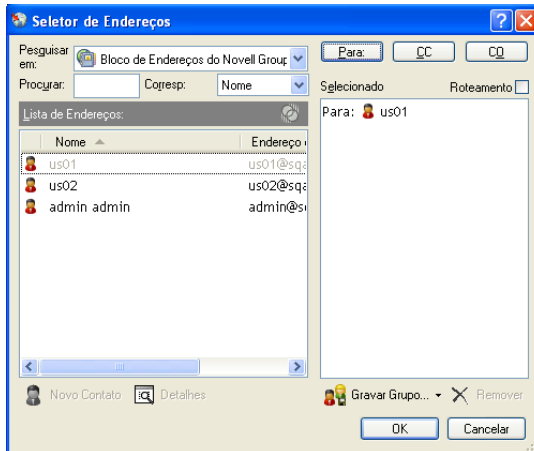 Seletor de Endereços
Pesquisar em:
Bloco de Endereços do Novell Group
Para:
CC
CO
Procurar:
Corresp:
Nome
Selecionado
Roteamento
Lista de Endereços:
Para: us01
Nome
Endereço
us01
us01@sqa
us02
us02@sqa
admin admin
admin@s
Novo Contato
Detalhes
Gravar Grupo...
Remover
OK
Cancelar